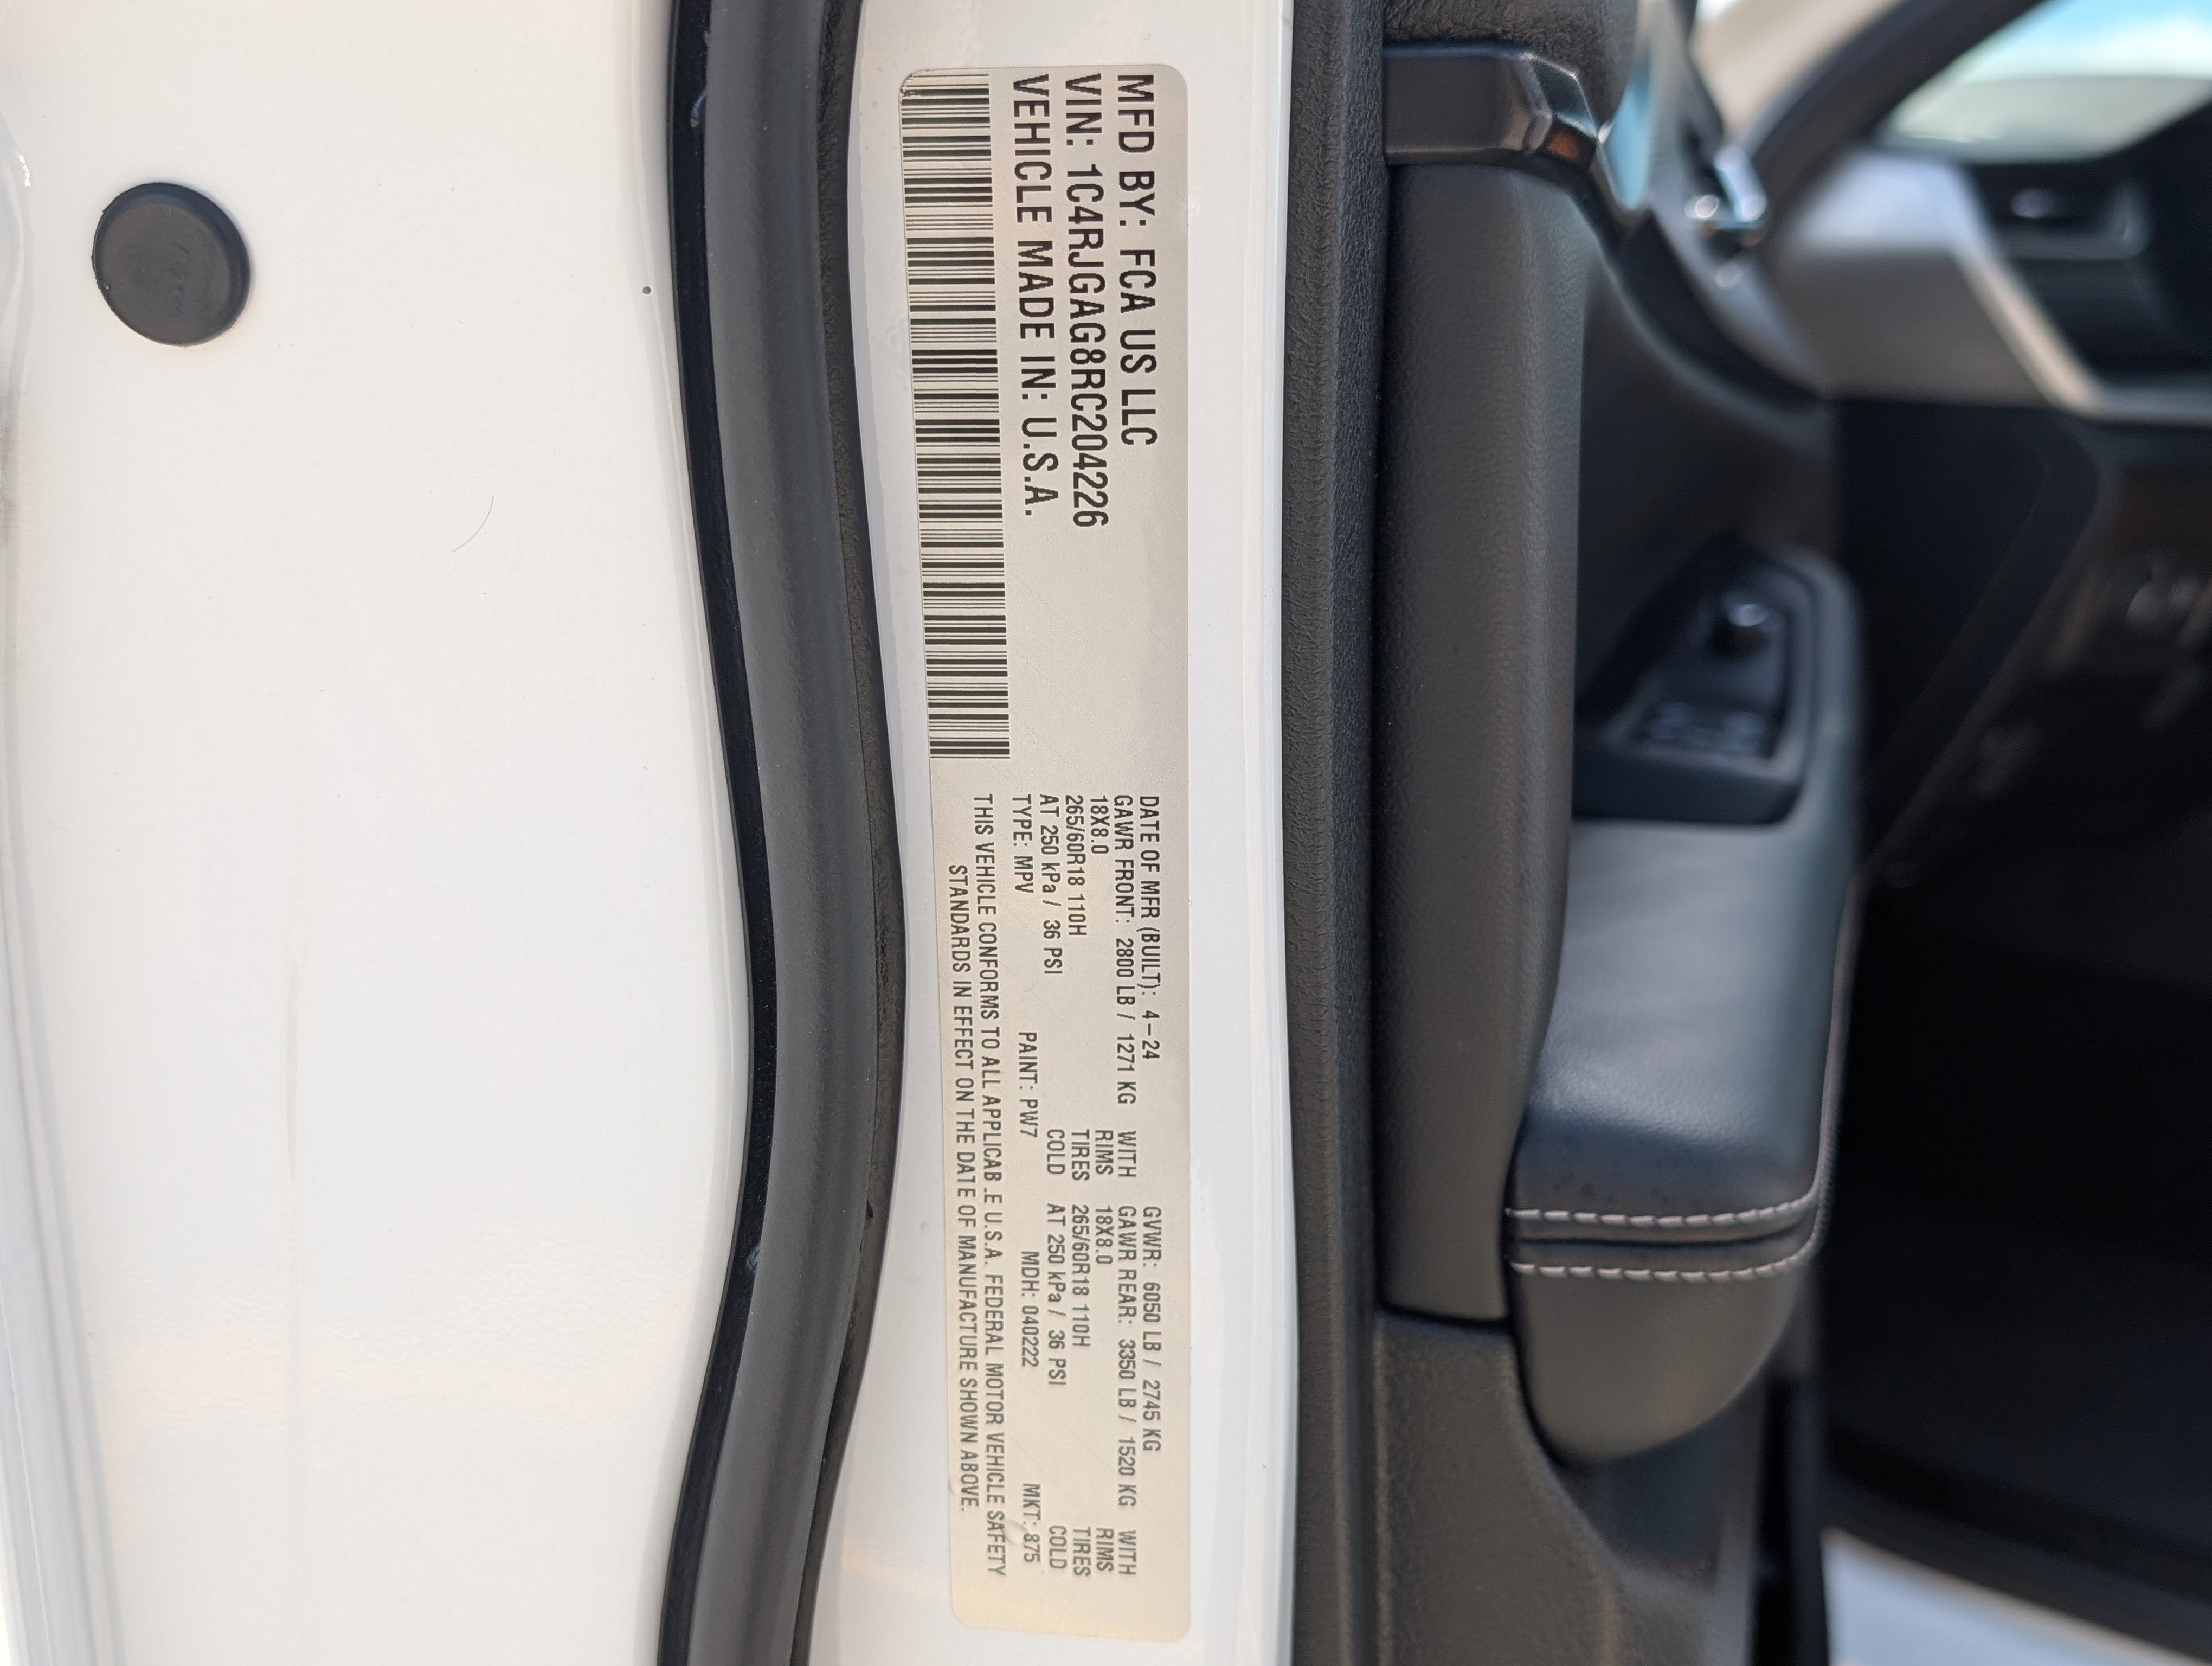 MFD BY: FCA US LLC
VIN: 1C4RJGAG8RC204226
VEHICLE MADE IN: U.S.A.
DATE OF MFR (BUILT): 4-24 GVWR: 6050 LB / 2745 KG
GAWR FRONT: 2800 LB / 1271 KG WITH GAWR REAR: 3350 LB / 1520 KG WITH
18X8.0 RIMS 18X8.0 RIMS
265/60R18 110H TIRES 265/60R18 110H TIRES
AT 250 kPa / 36 PSI COLD AT 250 kPa / 36 PSI COLD
TYPE: MPV PAINT: PW7 MDH: 040222 MKT: 875
THIS VEHICLE CONFORMS TO ALL APPLICAB.E U.S.A. FEDERAL MOTOR VEHICLE SAFETY
STANDARDS IN EFFECT ON THE DATE OF MANUFACTURE SHOWN ABOVE.